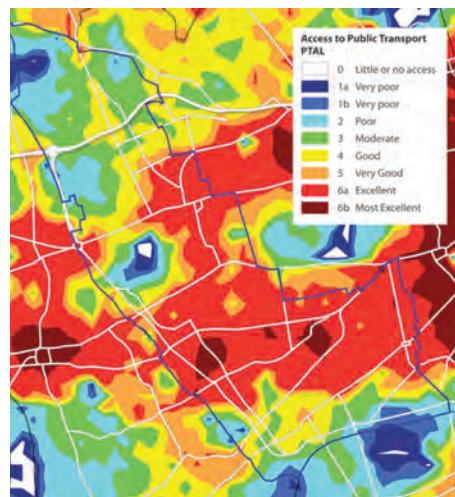 Access to Public Transport
PTAL
0 Little or no access
1a Very poor
1b Very poor
2 Poor
3 Moderate
4 Good
5 Very Good
6a Excellent
6b Most Excellent